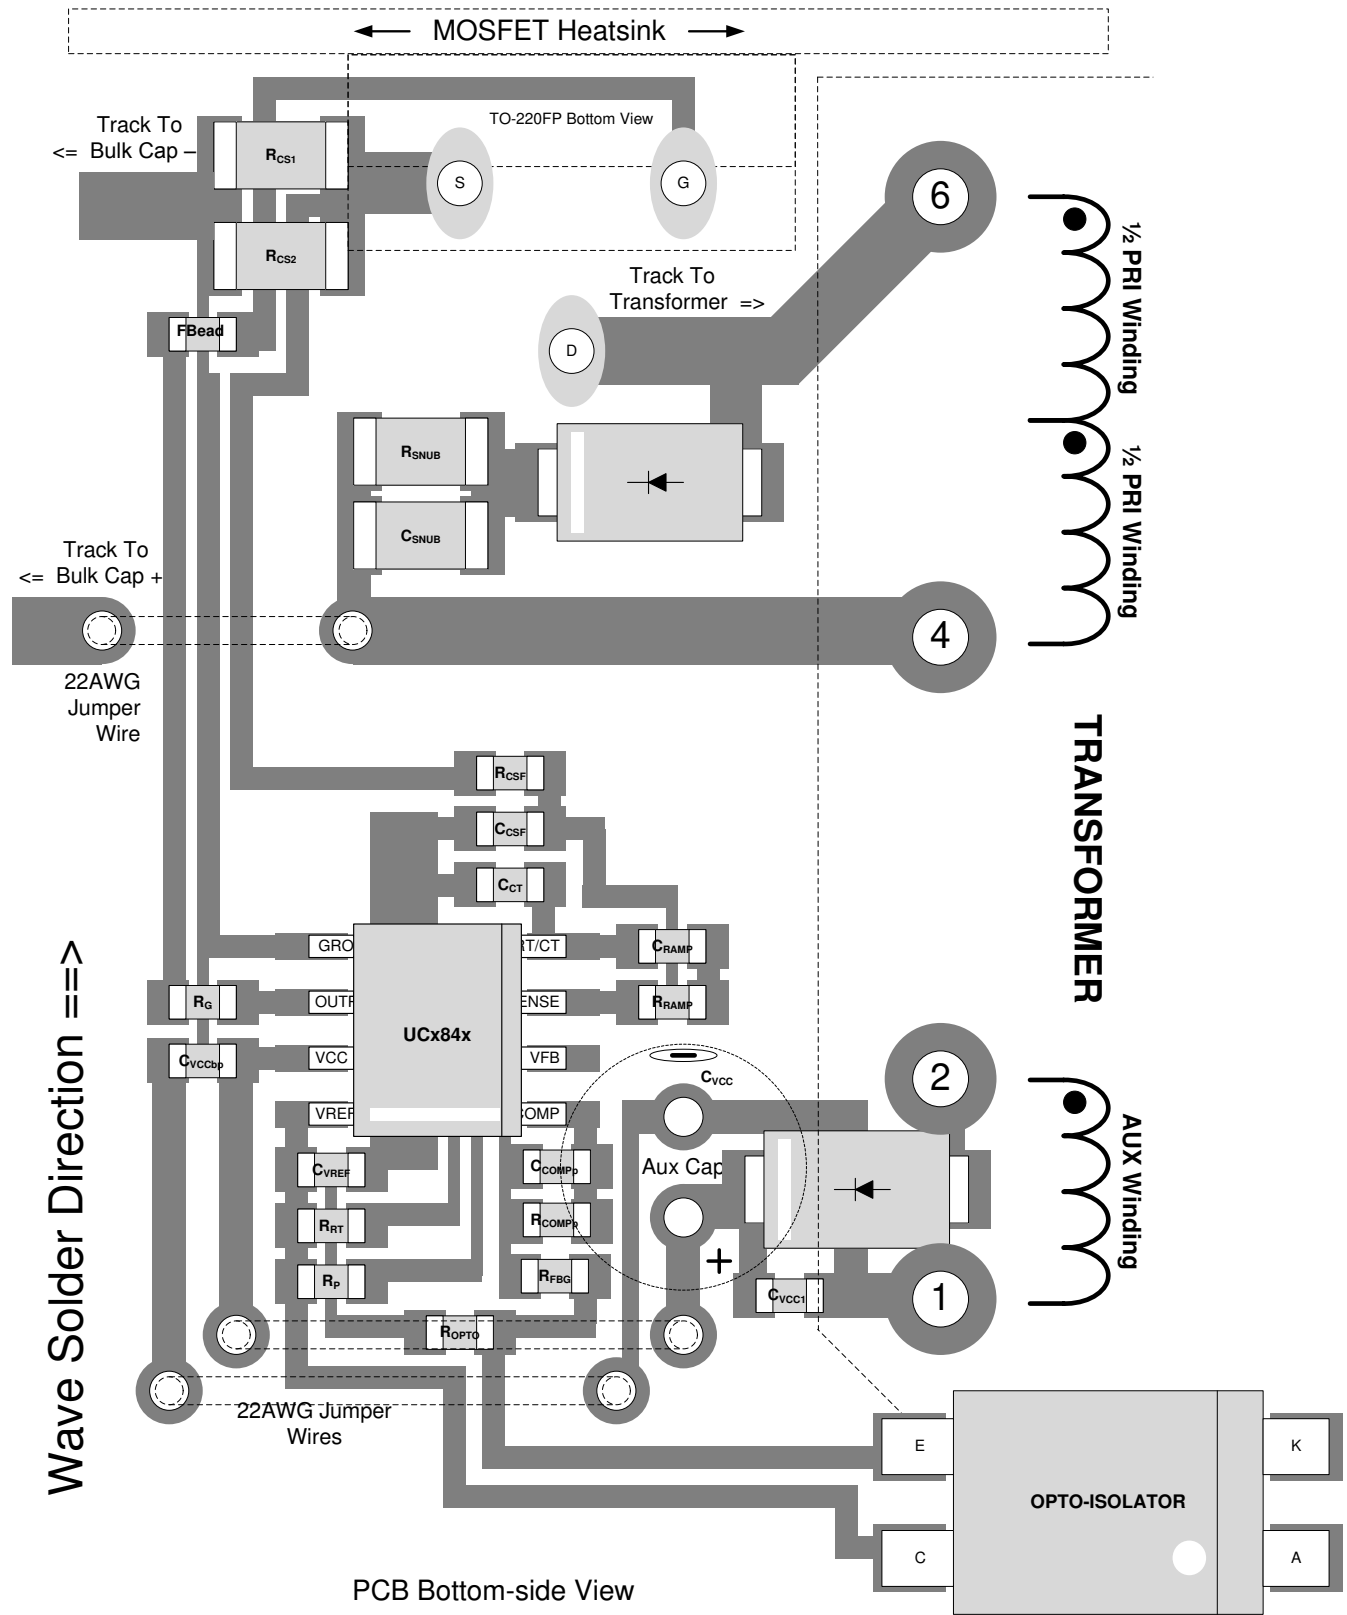 MOSFET Heatsink
Track To
<= Bulk Cap –
TO-220FP Bottom View
RCS1
S
G
6
RCS2
½ PRI Winding
Track To
Transformer =>
FBead
D
RSNUB
½ PRI Winding
CSNUB
Track To
<= Bulk Cap +
4
22AWG
Jumper
Wire
TRANSFORMER
RCSF
CCSF
CCT
GRO
RT/CT
CRAMP
Wave Solder Direction ==>
RG
OUTP
ENSE
RRAMP
UCx84x
CVCCbp
VCC
VFB
CVCC
2
VREF
COMP
AUX Winding
CVREF
CCOMPp
Aux Cap
RRT
RCOMPp
+
RP
RFBG
CVCC1
1
ROPTO
22AWG Jumper
Wires
E
K
OPTO-ISOLATOR
C
A
PCB Bottom-side View